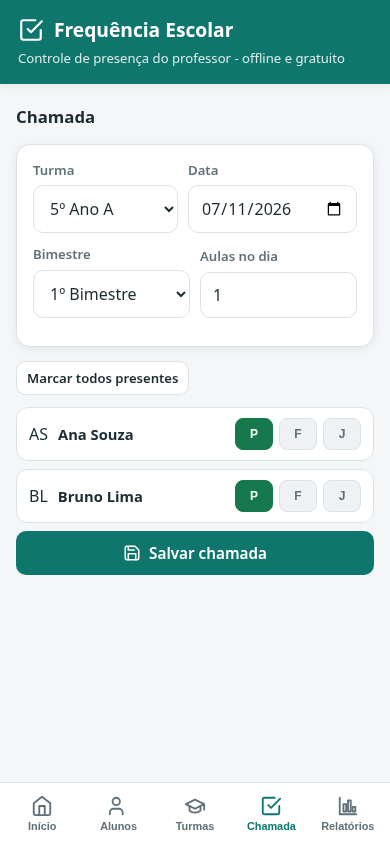 Frequência Escolar
Controle de presença do professor - offline e gratuito
Chamada
Turma Data
5º Ano A 07/11/2026
Bimestre Aulas no dia
1º Bimestre 1
Marcar todos presentes
AS Ana Souza P F J
BL Bruno Lima P F J
Salvar chamada
Início Alunos Turmas Chamada Relatórios